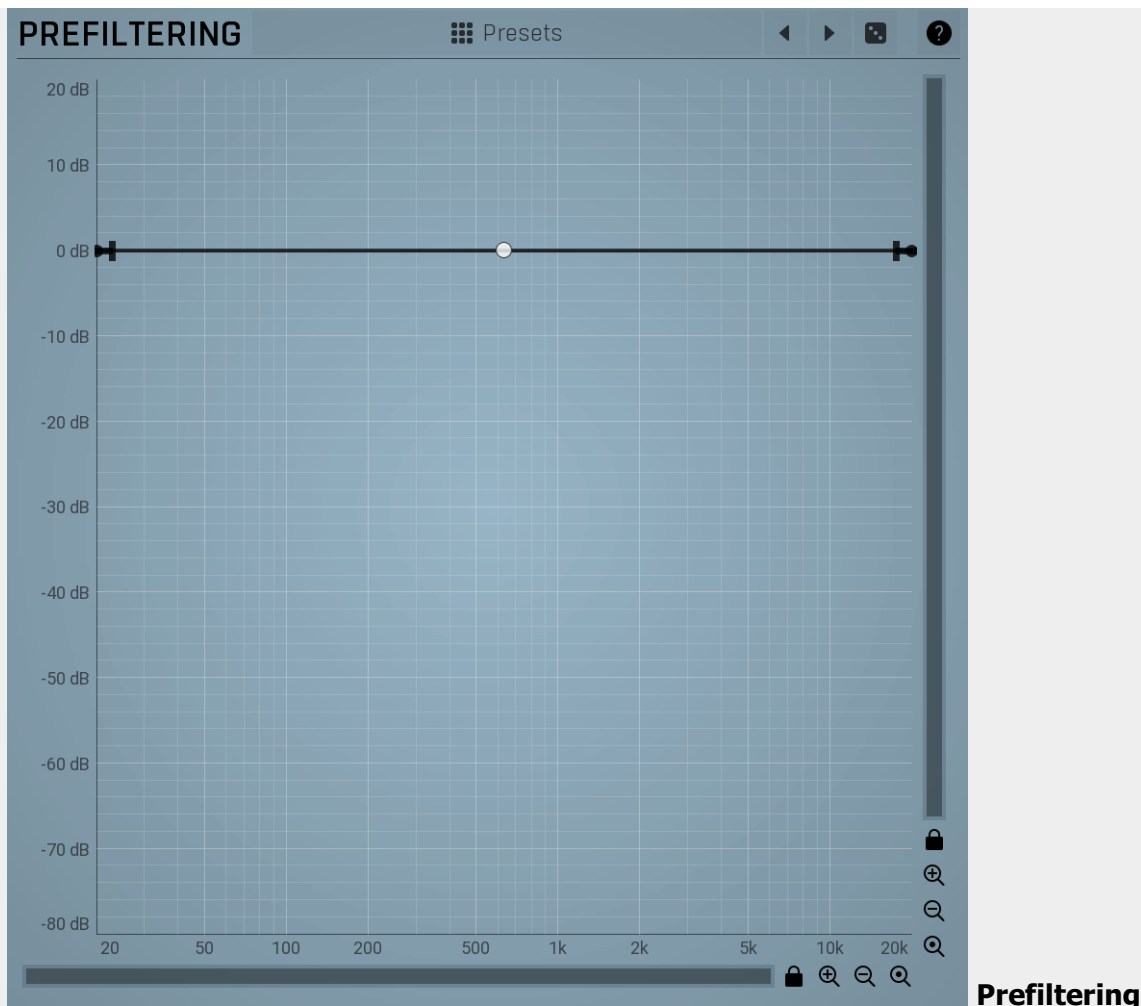 PREFILTERING Presets ?
20 dB
10 dB
0 dB
-10 dB
-20 dB
-30 dB
-40 dB
-50 dB
-60 dB
-70 dB
-80 dB
20 50 100 200 500 1k 2k 5k 10k 20k
Prefiltering